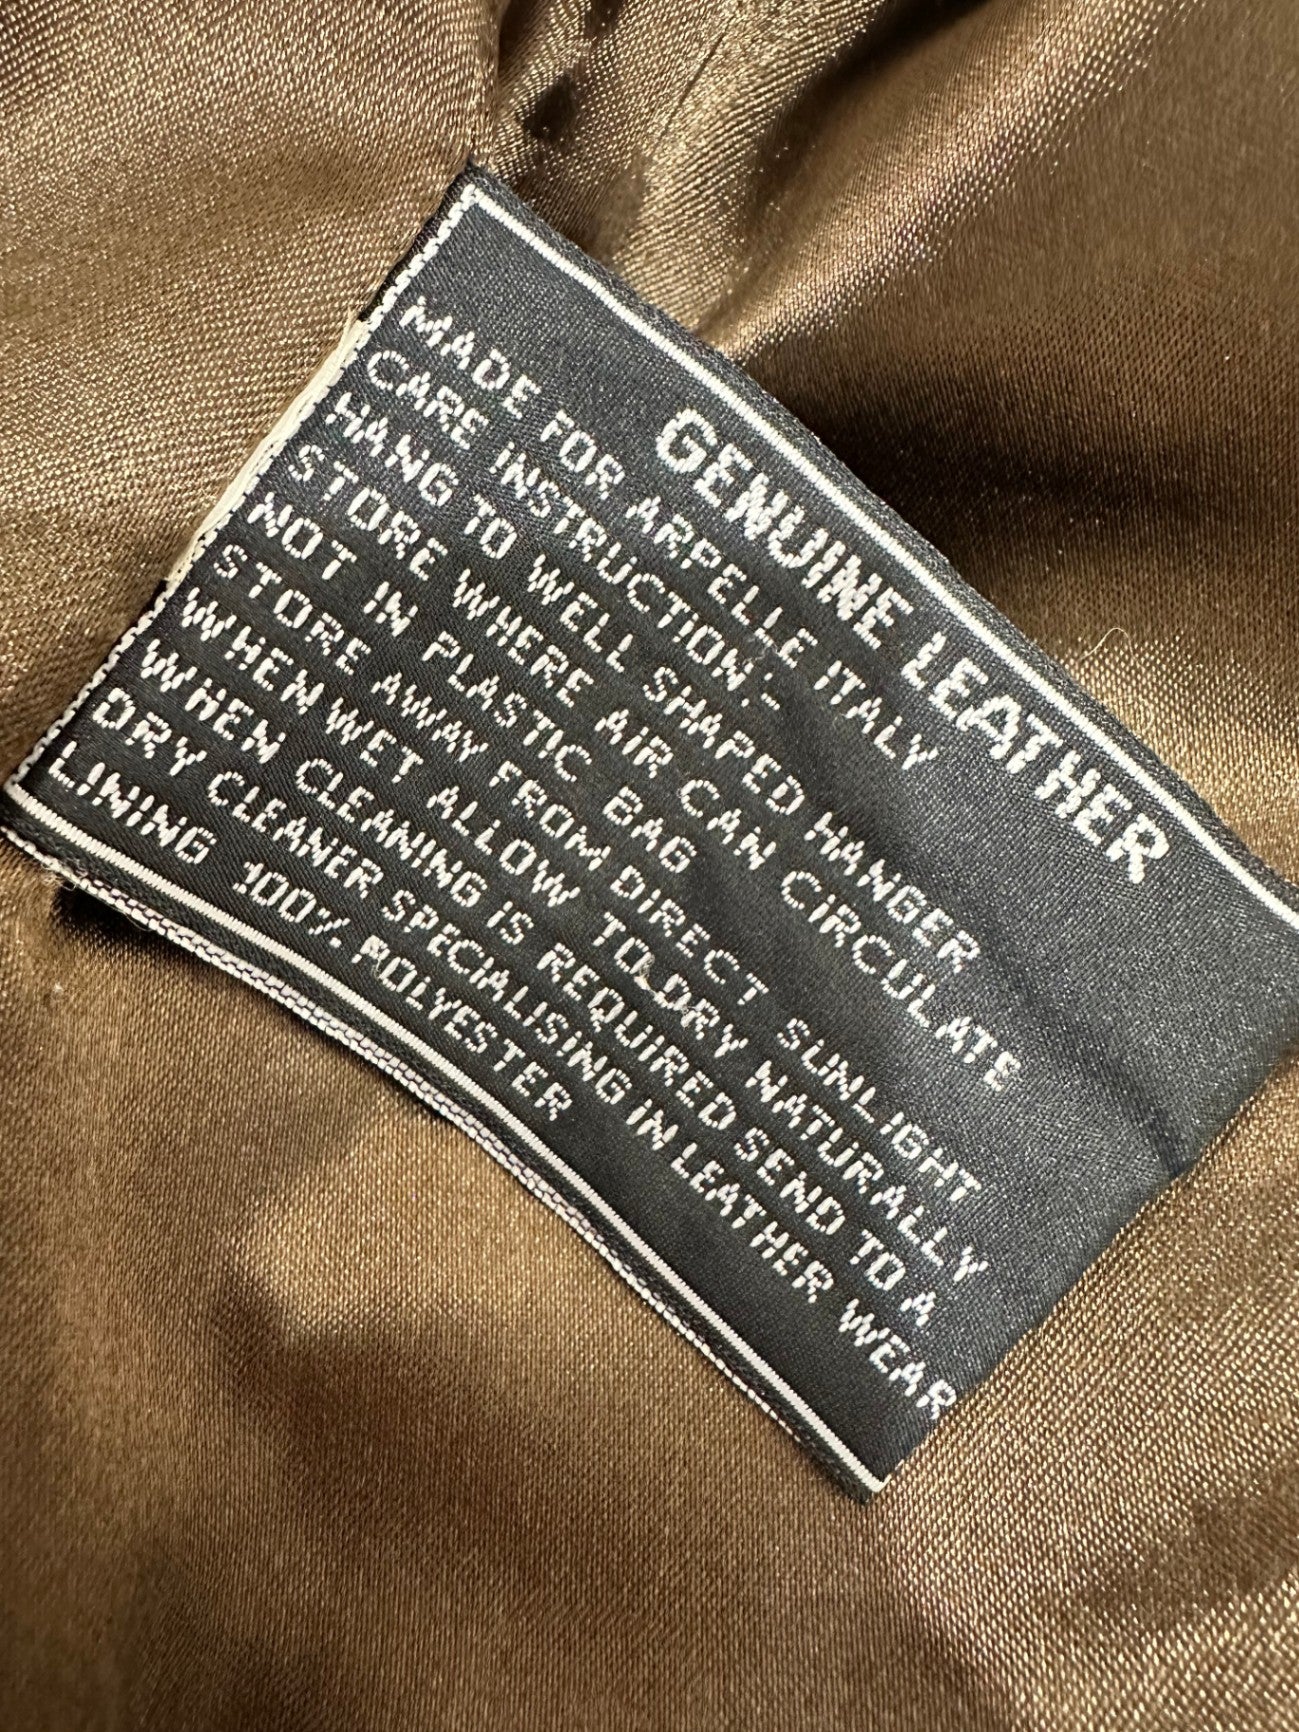 GENUINE LEATHER
MADE FOR ARPELLE ITALY
CARE INSTRUCTION:-
HANG TO WELL SHAPED HANGER
STORE WHERE AIR CAN CIRCULATE
NOT IN PLASTIC BAG
STORE AWAY FROM DIRECT SUNLIGHT
WHEN WET ALLOW TO.DRY NATURALLY
WHEN CLEANING IS REQUIRED SEND TO A
DRY CLEANER SPECIALISING IN LEATHER WEAR
LINING 100% POLYESTER